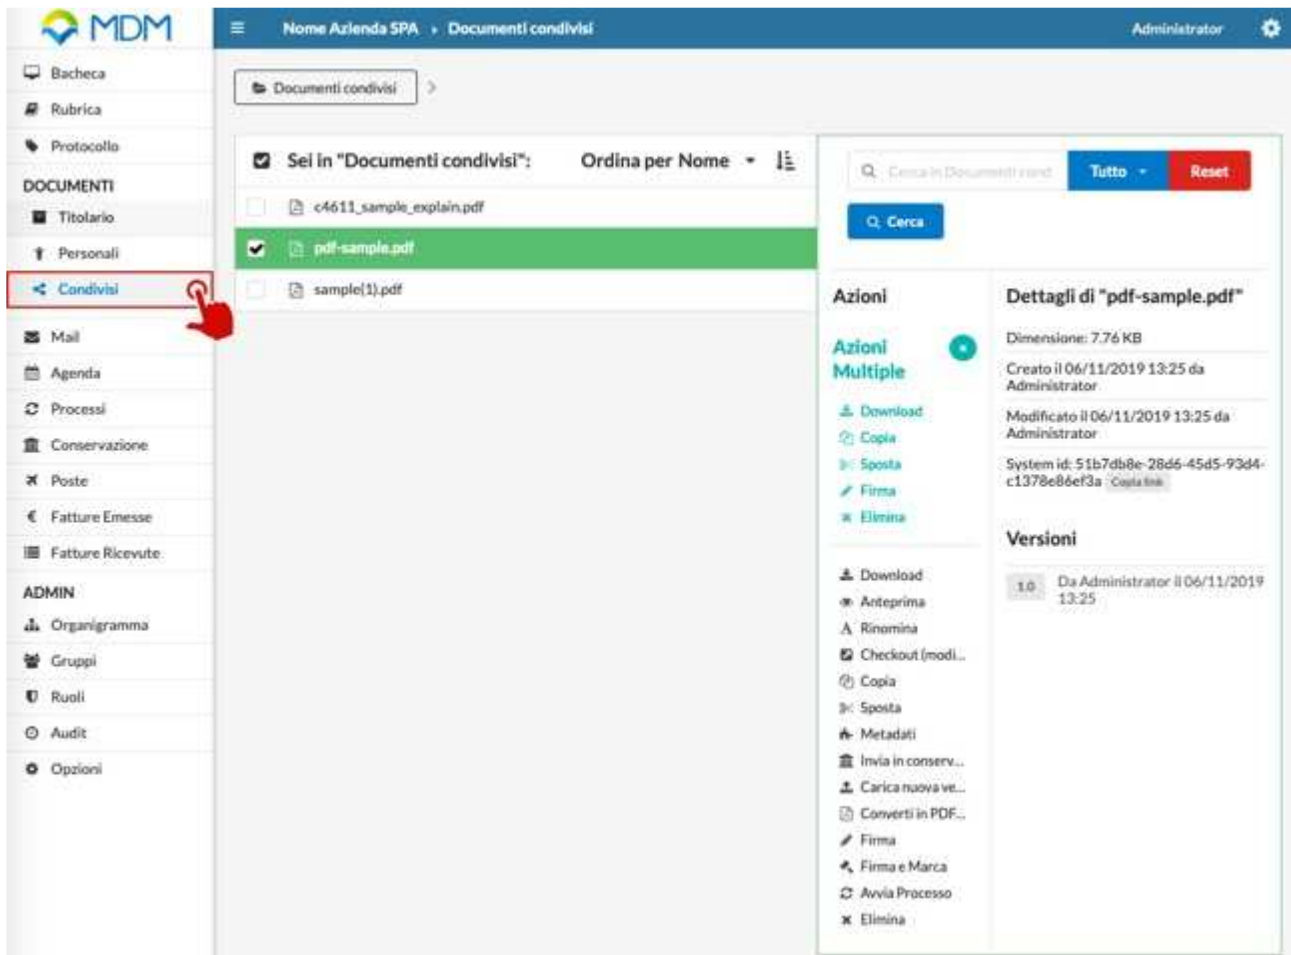 MDM
Nome Azienda SPA › Documenti condivisi
Administrator
Bacheca
Rubrica
Protocollo
DOCUMENTI
Titolario
Personali
Condivisi
Mail
Agenda
Processi
Conservazione
Poste
€ Fatture Emesse
Fatture Ricevute
ADMIN
Organigramma
Gruppi
Ruoli
Audit
Opzioni
Documenti condivisi
Sei in "Documenti condivisi":
Ordina per Nome
c4611_sample_explain.pdf
pdf-sample.pdf
sample(1).pdf
Cerca in Documenti cond
Tutto
Reset
Cerca
Azioni
Azioni
Multiple
Download
Copia
Sposta
Firma
Elimina
Download
Anteprima
Rinomina
Checkout (modi...
Copia
Sposta
Metadati
Invia in conserv...
Carica nuova ve...
Converti in PDF...
Firma
Firma e Marca
Avvia Processo
Elimina
Dettagli di "pdf-sample.pdf"
Dimensione: 7.76 KB
Creato il 06/11/2019 13:25 da
Administrator
Modificato il 06/11/2019 13:25 da
Administrator
System id: 51b7db8e-28d6-45d5-93d4-
c1378e86ef3a Copia link
Versioni
1.0 Da Administrator il 06/11/2019
13:25